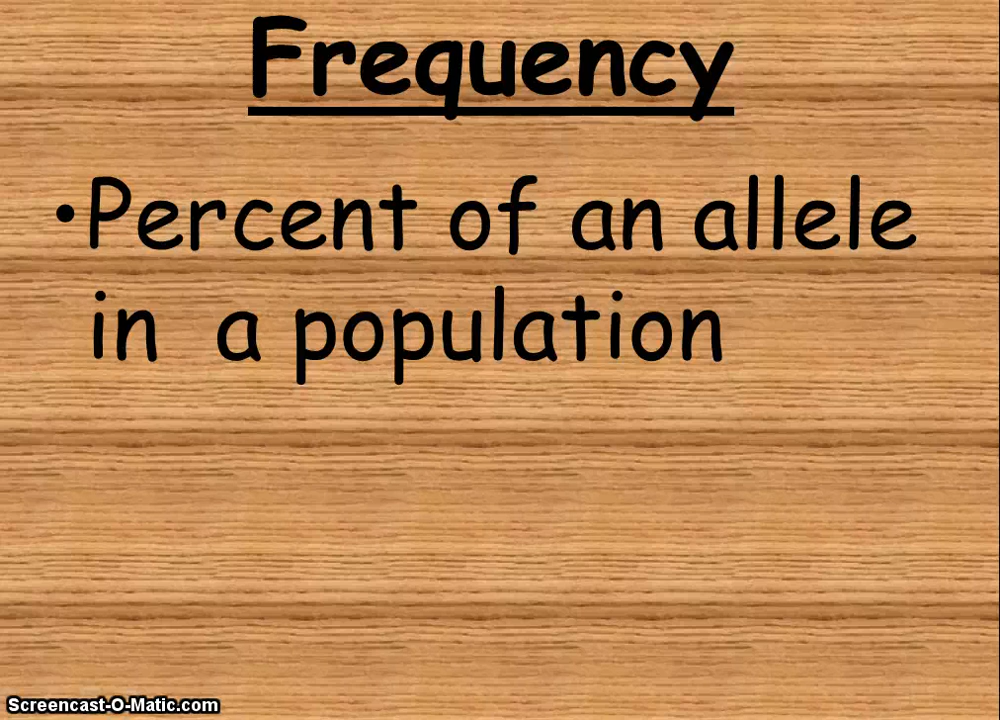 Frequency
•Percent of an allele
in a population
Screencast-O-Matic.com